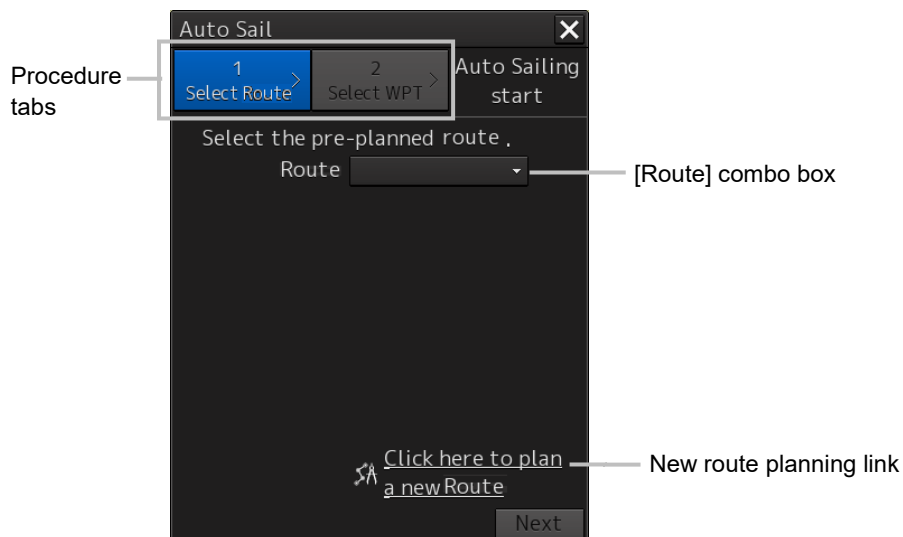 Auto Sail
Procedure
tabs
1
Select Route
2
Select WPT
Auto Sailing
start
Select the pre-planned route .
Route
[Route] combo box
Click here to plan
a new Route
New route planning link
Next